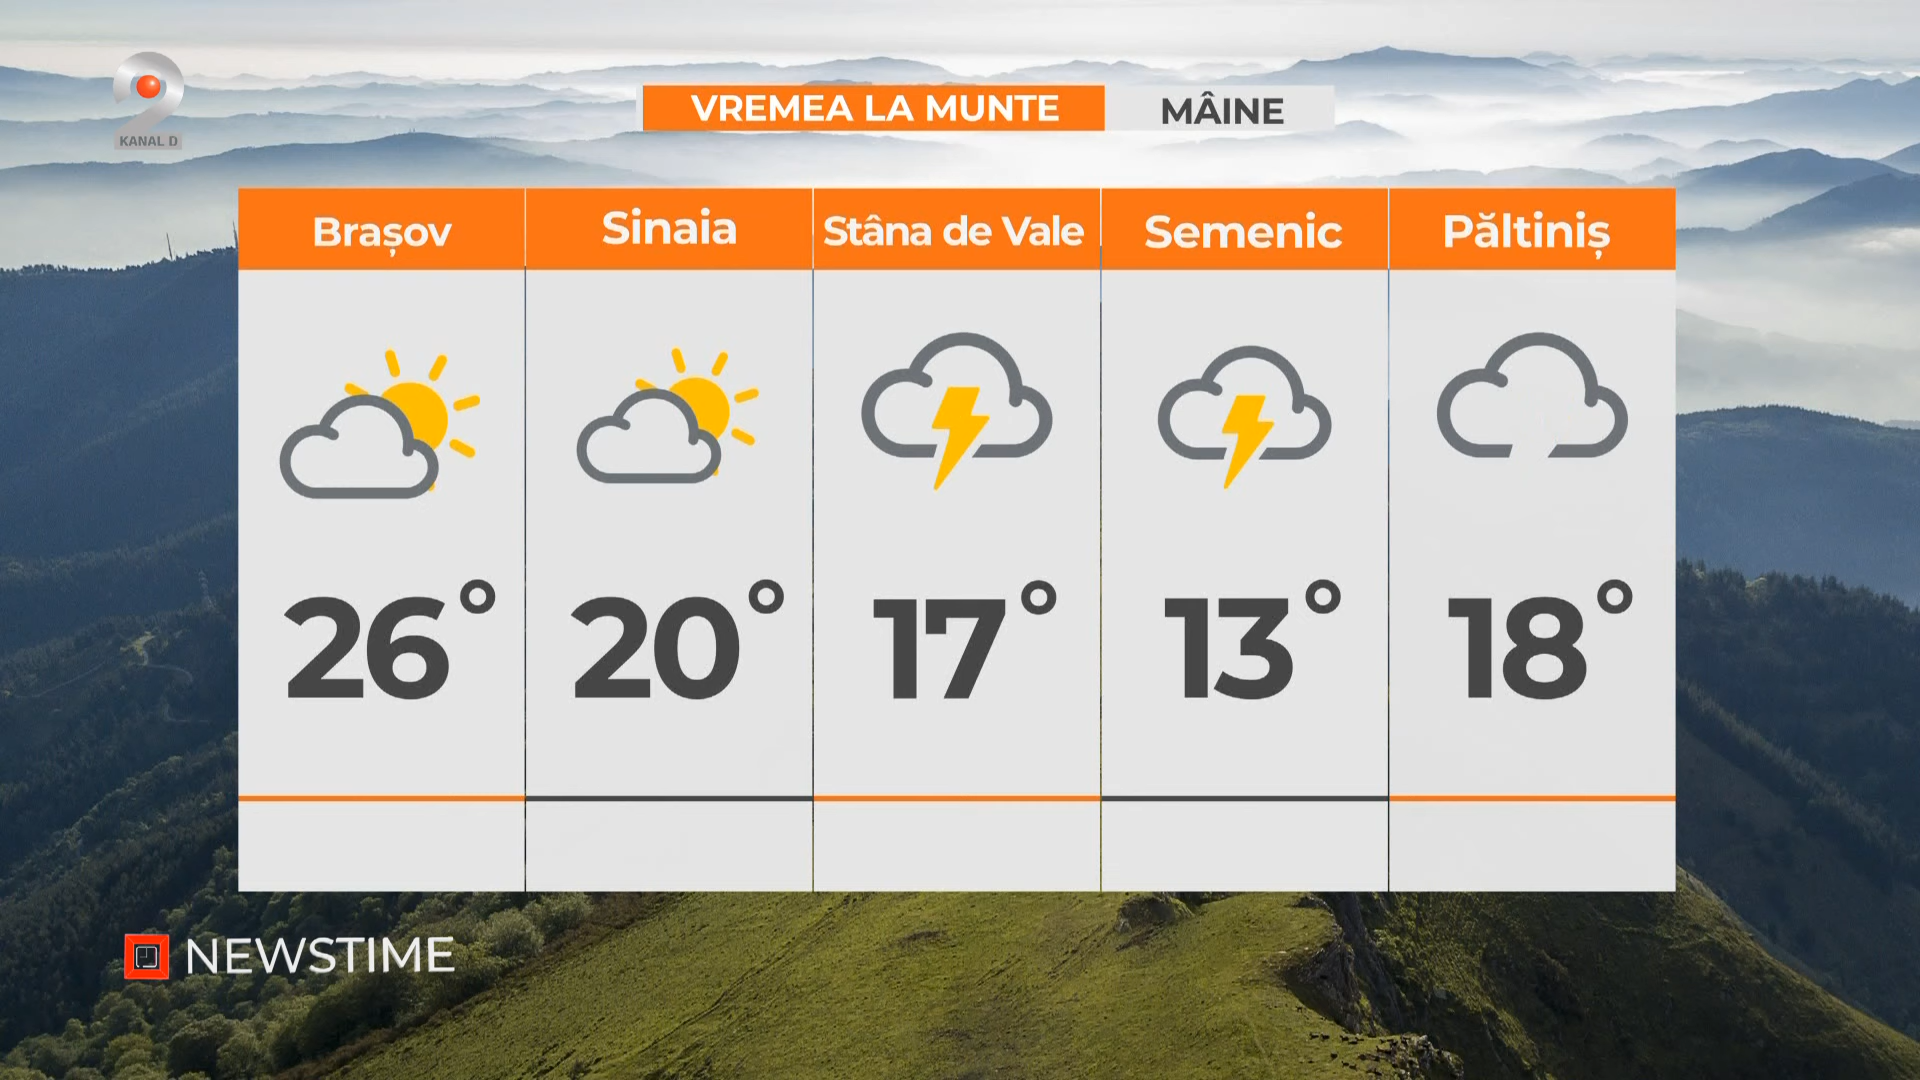 KANAL D
VREMEA LA MUNTE MÂINE
Brașov Sinaia Stâna de Vale Semenic Păltiniș
26° 20° 17° 13° 18°
NEWSTIME